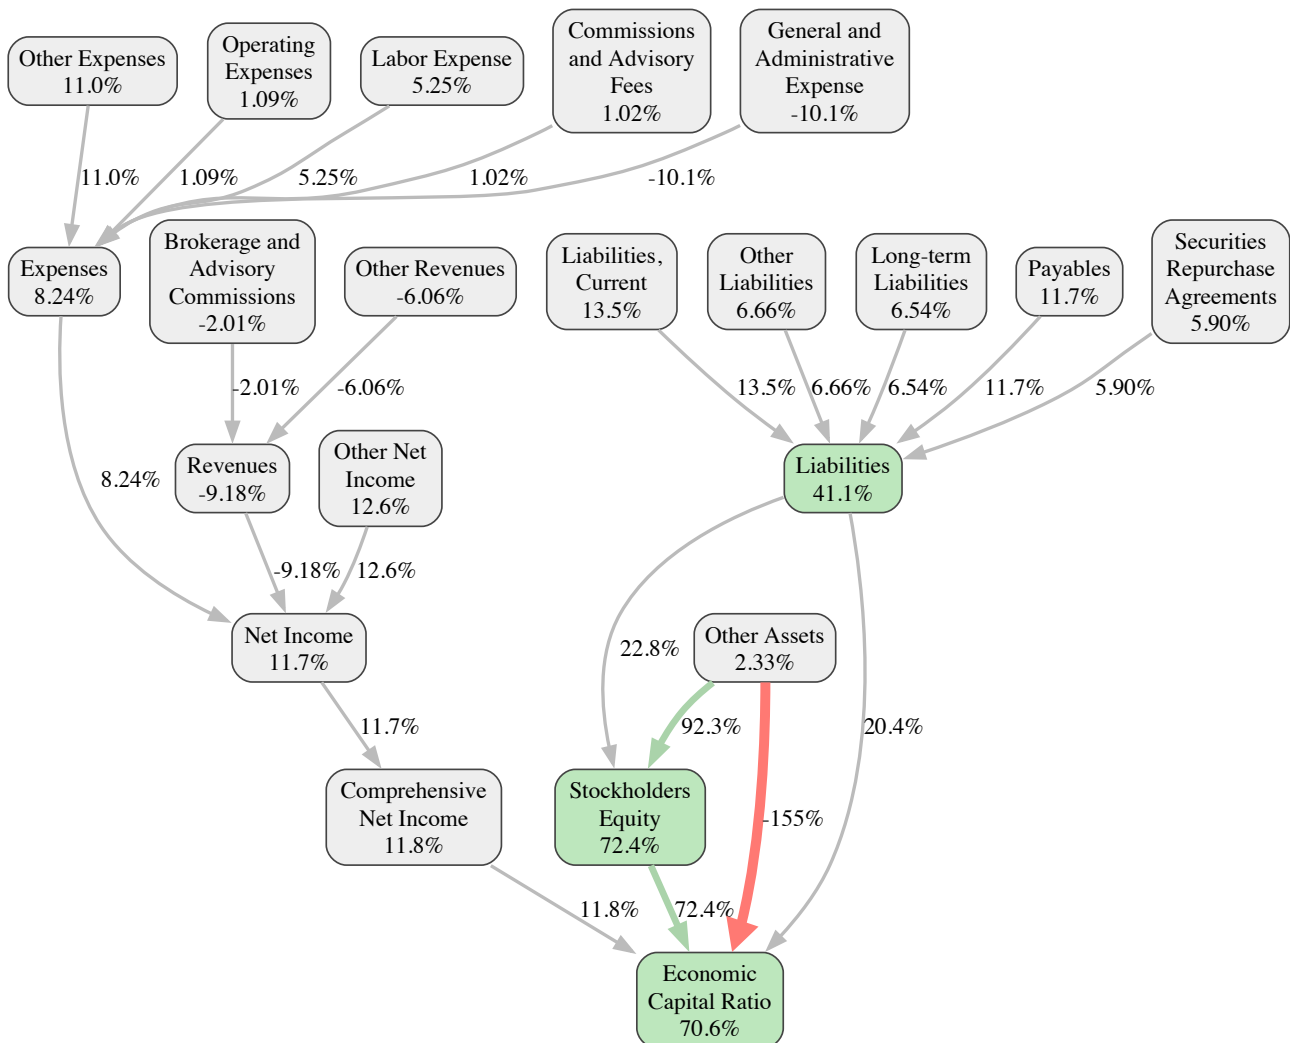 Other Expenses
11.0%
Operating
Expenses
1.09%
Labor Expense
5.25%
Commissions
and Advisory
Fees
1.02%
General and
Administrative
Expense
-10.1%
11.0%
1.09%
5.25%
1.02%
-10.1%
Expenses
8.24%
Brokerage and
Advisory
Commissions
-2.01%
Other Revenues
-6.06%
Liabilities,
Current
13.5%
Other
Liabilities
6.66%
Long-term
Liabilities
6.54%
Payables
11.7%
Securities
Repurchase
Agreements
5.90%
-2.01%
-6.06%
13.5%
6.66%
6.54%
11.7%
5.90%
8.24%
Revenues
-9.18%
Other Net
Income
12.6%
Liabilities
41.1%
-9.18%
12.6%
Net Income
11.7%
22.8%
Other Assets
2.33%
11.7%
92.3%
20.4%
Comprehensive
Net Income
11.8%
Stockholders
Equity
72.4%
-155%
11.8%
72.4%
Economic
Capital Ratio
70.6%